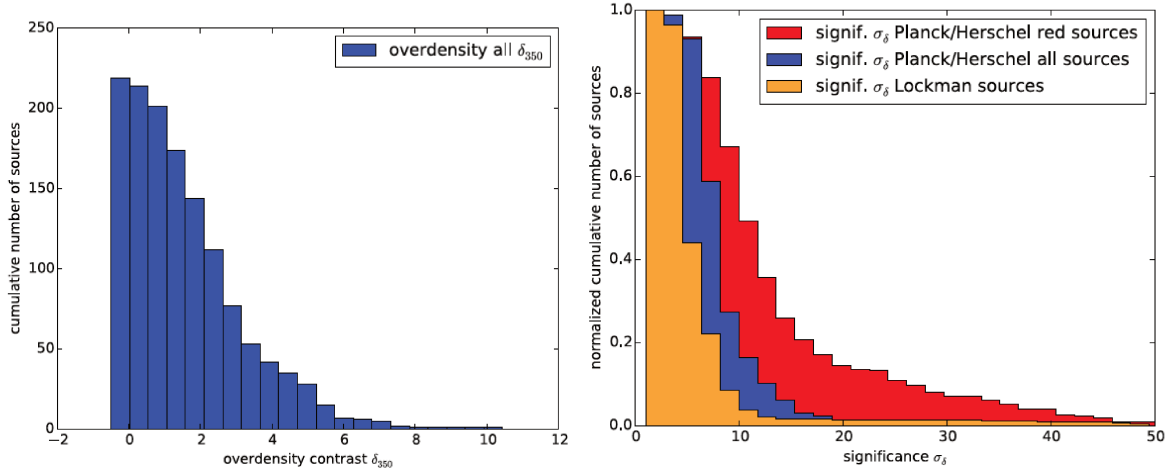 250
200
150
100
50
0
cumulative number of sources
−2 0 2 4 6 8 10 12
overdensity contrast δ350
overdensity all δ350
1.0
0.8
0.6
0.4
0.2
0.0
normalized cumulative number of sources
0 10 20 30 40 50
significance σδ
signif. σδ Planck/Herschel red sources
signif. σδ Planck/Herschel all sources
signif. σδ Lockman sources